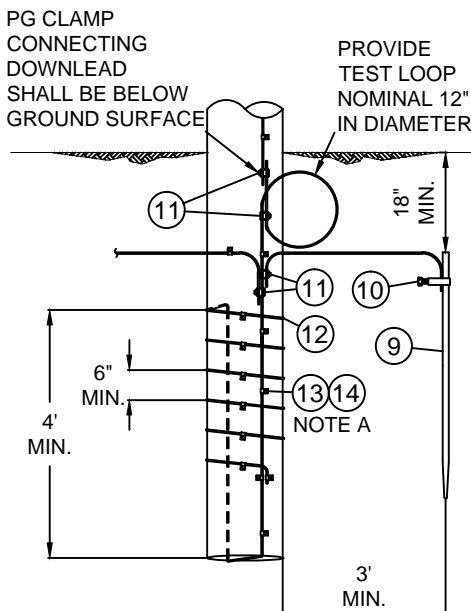 PG CLAMP
CONNECTING
DOWNLEAD
SHALL BE BELOW
GROUND SURFACE
PROVIDE
TEST LOOP
NOMINAL 12"
IN DIAMETER
11
18"
MIN.
11
10
12
9
6"
MIN.
13 14
NOTE A
4'
MIN.
3'
MIN.